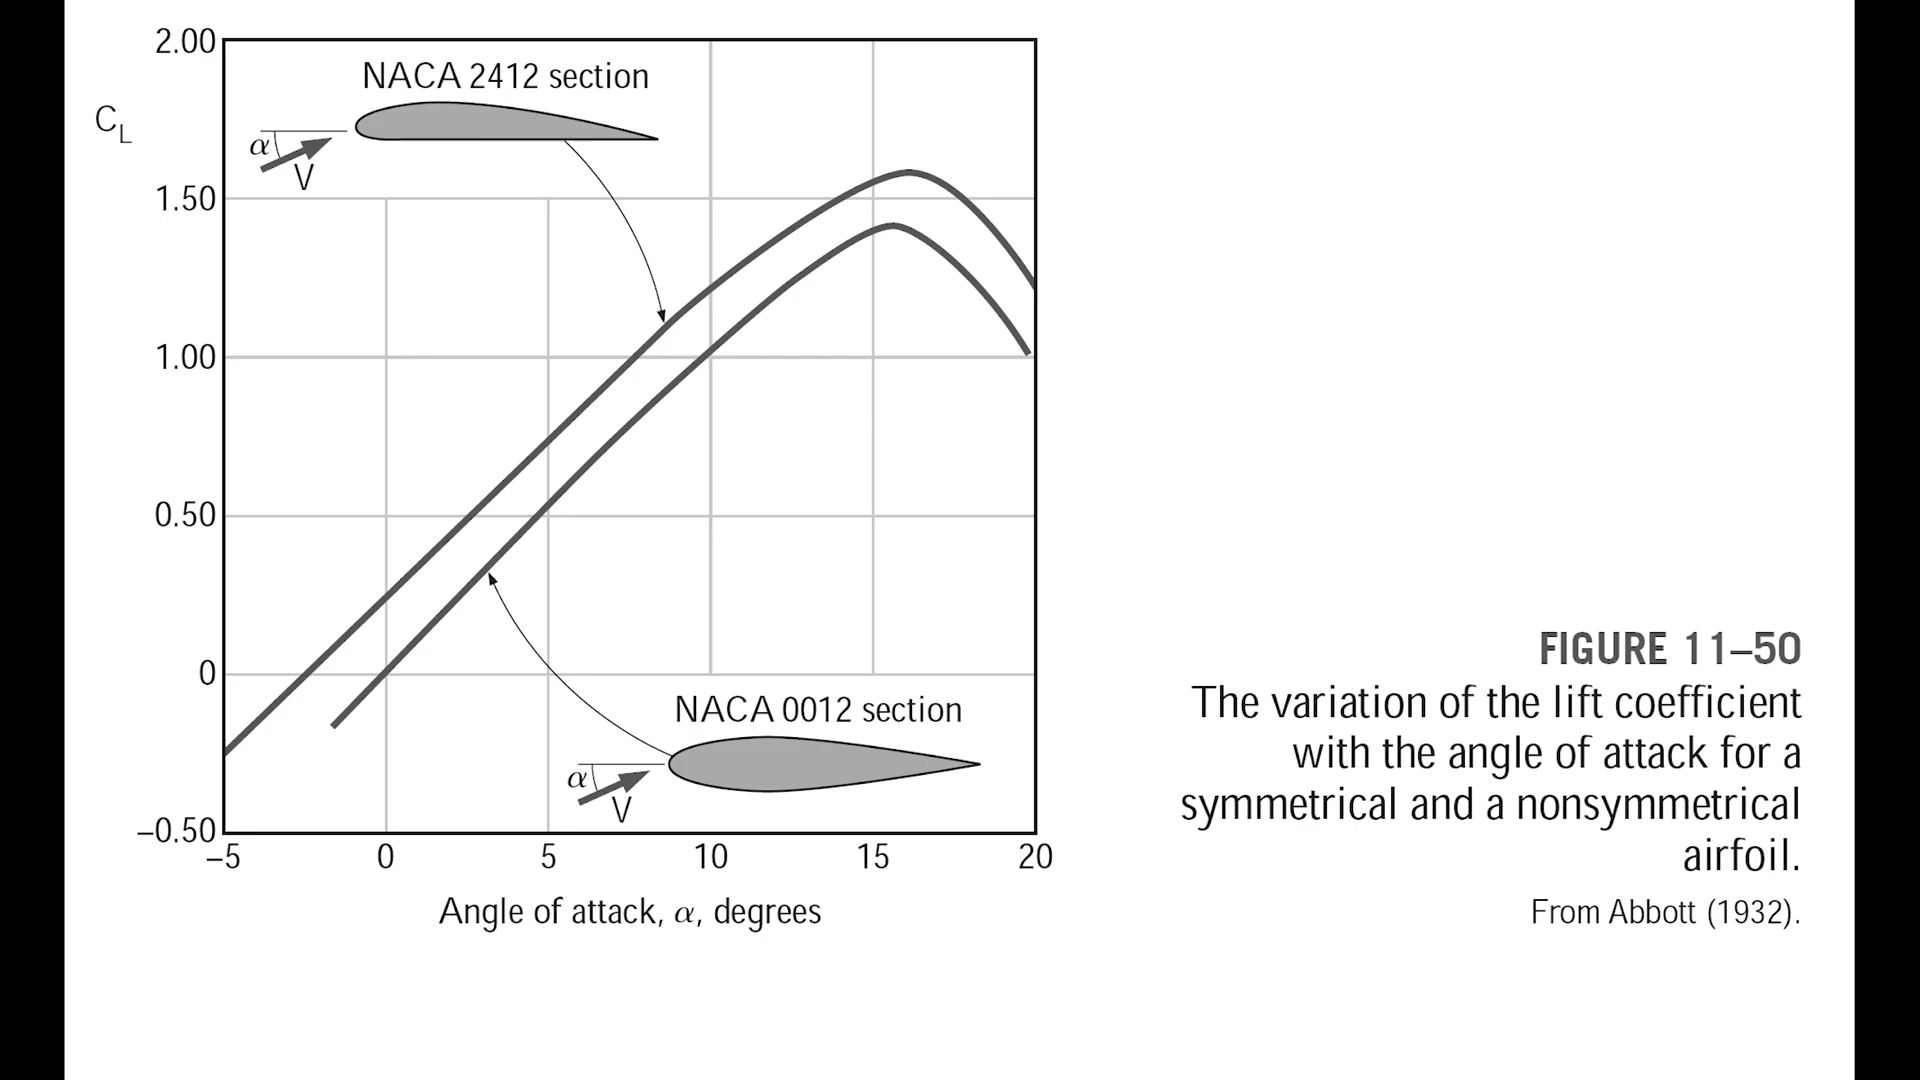 2.00
NACA 2412 section
C_L
α
V
1.50
1.00
0.50
0
NACA 0012 section
α
V
–0.50
–5 0 5 10 15 20
Angle of attack, α, degrees
FIGURE 11–50
The variation of the lift coefficient
with the angle of attack for a
symmetrical and a nonsymmetrical
airfoil.
From Abbott (1932).